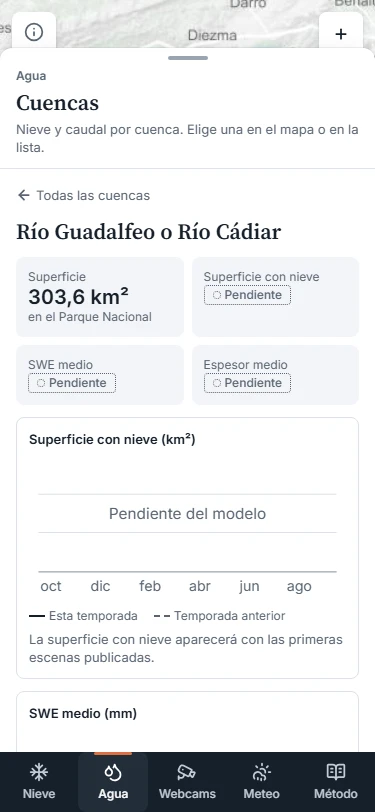 Darro
Diezma
Agua
Cuencas
Nieve y caudal por cuenca. Elige una en el mapa o en la
lista.
Todas las cuencas
Río Guadalfeo o Río Cádiar
Superficie
303,6 km²
en el Parque Nacional
Superficie con nieve
Pendiente
SWE medio
Pendiente
Espesor medio
Pendiente
Superficie con nieve (km²)
Pendiente del modelo
oct dic feb abr jun ago
Esta temporada Temporada anterior
La superficie con nieve aparecerá con las primeras
escenas publicadas.
SWE medio (mm)
Nieve Agua Webcams Meteo Método